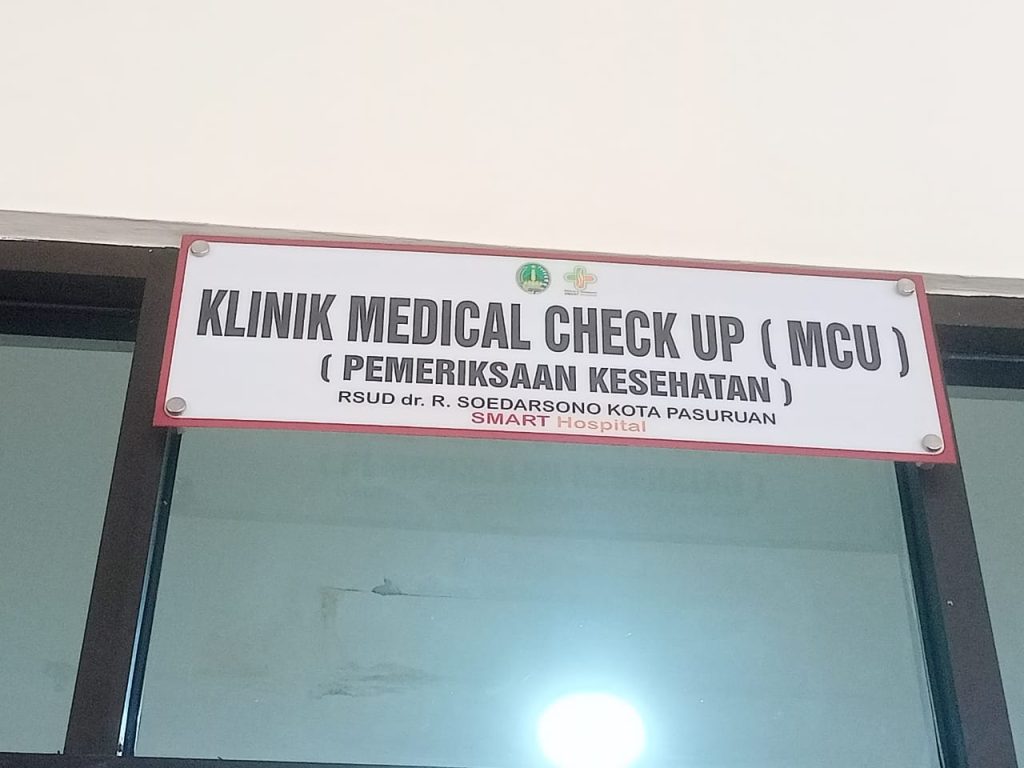 KLINIK MEDICAL CHECK UP ( MCU )
( PEMERIKSAAN KESEHATAN )
RSUD dr. R. SOEDARSONO KOTA PASURUAN
SMART Hospital